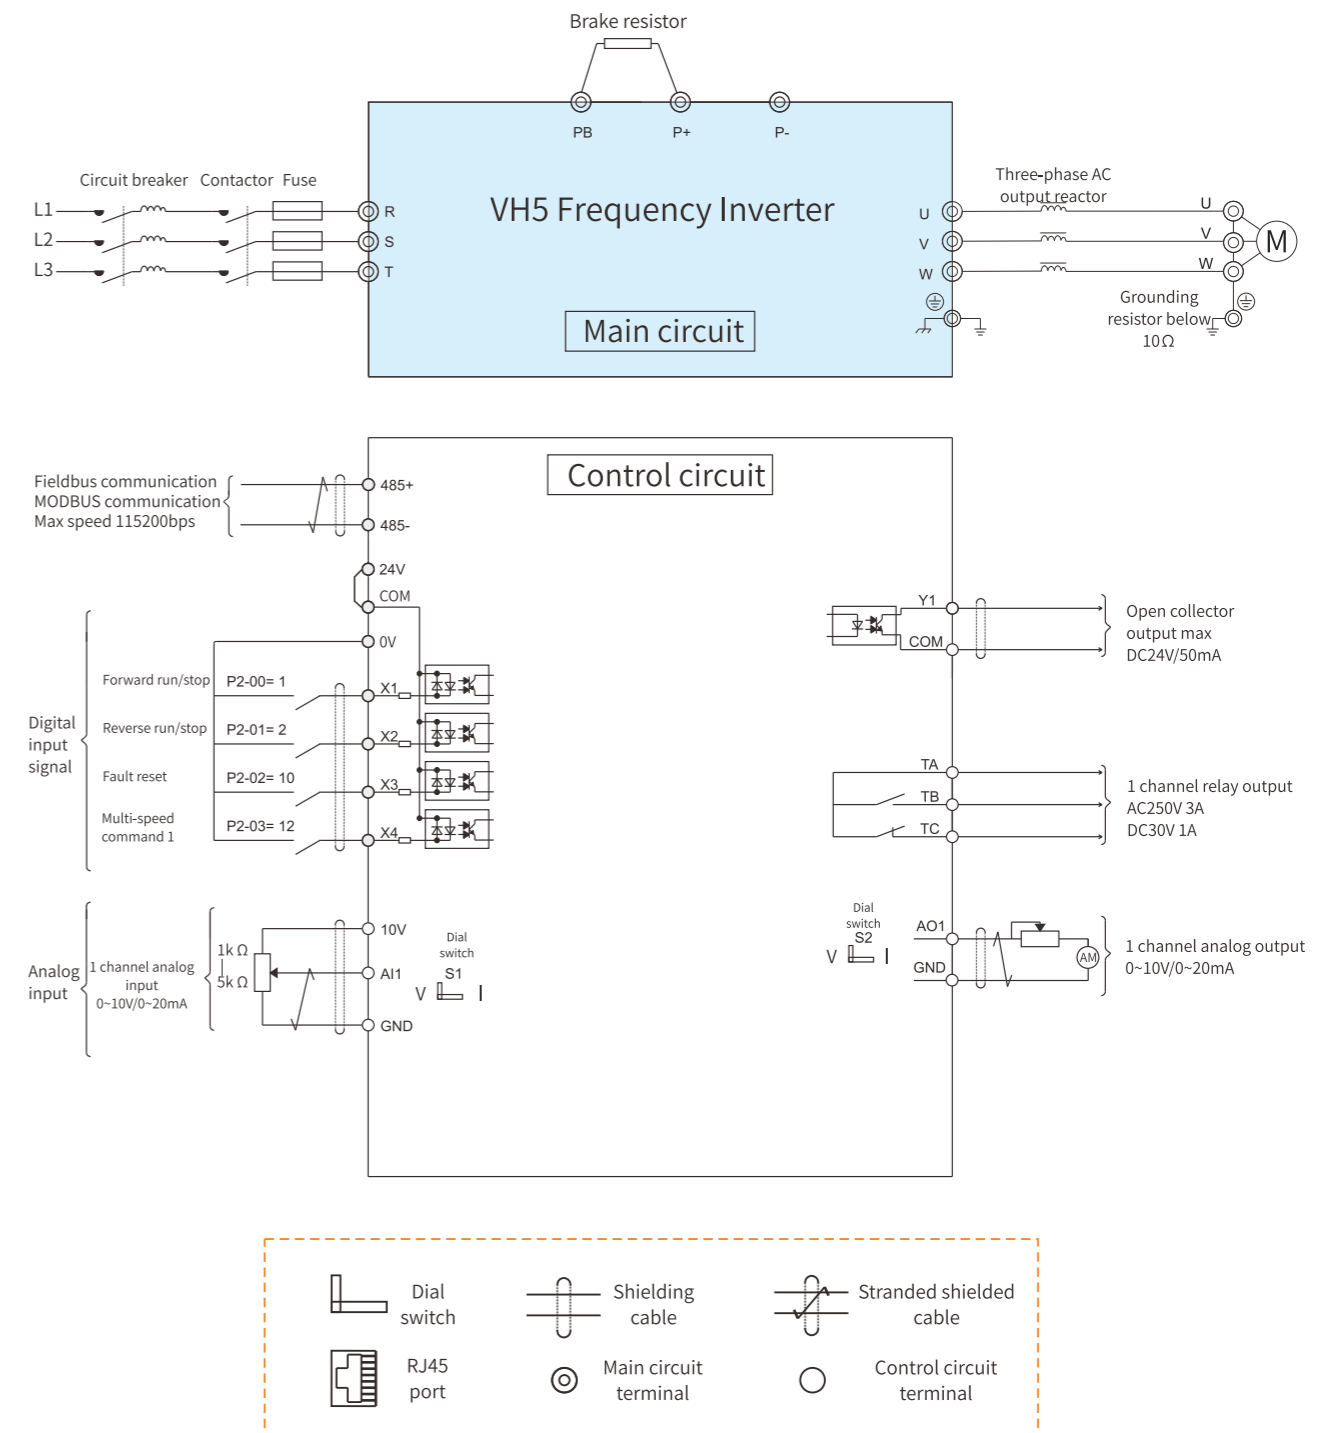 Brake resistor
PB
P+
P-
Circuit breaker
Contactor
Fuse
L1
L2
L3
R
S
T
VH5 Frequency Inverter
Main circuit
U
V
W
Three-phase AC
output reactor
U
V
W
M
Grounding
resistor below
10Ω
Control circuit
Fieldbus communication
MODBUS communication
Max speed 115200bps
485+
485-
24V
COM
0V
Digital
input
signal
Forward run/stop
P2-00= 1
X1
Reverse run/stop
P2-01= 2
X2
Fault reset
P2-02= 10
X3
Multi-speed
command 1
P2-03= 12
X4
Y1
COM
Open collector
output max
DC24V/50mA
TA
TB
TC
1 channel relay output
AC250V 3A
DC30V 1A
Analog
input
1 channel analog
input
0~10V/0~20mA
1k Ω
5k Ω
10V
AI1
GND
Dial
switch
S1
V
I
Dial
switch
S2
V
I
AO1
GND
AM
1 channel analog output
0~10V/0~20mA
Dial
switch
Shielding
cable
Stranded shielded
cable
RJ45
port
Main circuit
terminal
Control circuit
terminal